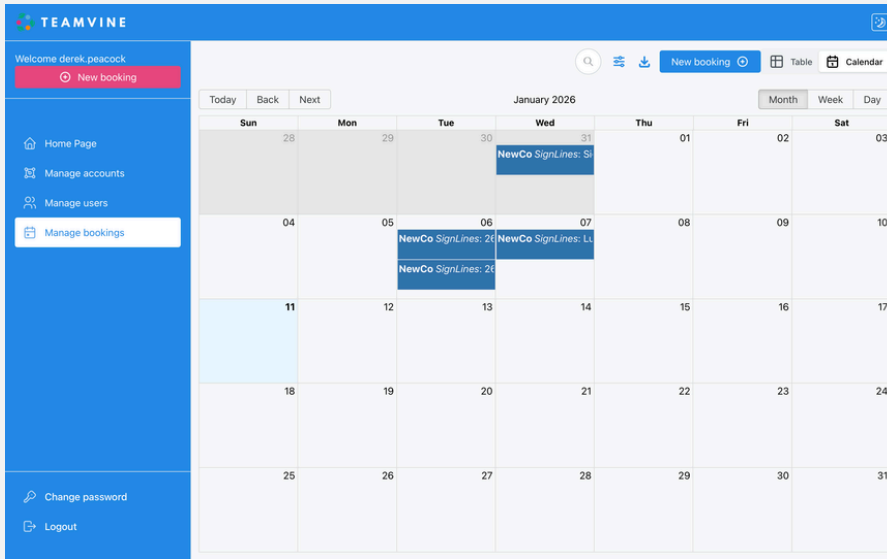 TEAMVINE
Welcome derek.peacock
New booking
Home Page
Manage accounts
Manage users
Manage bookings
Change password
Logout
New booking
Table
Calendar
Today Back Next
January 2026
Month Week Day
Sun Mon Tue Wed Thu Fri Sat
28 29 30 31 01 02 03
NewCo SignLines: Si
04 05 06 07 08 09 10
NewCo SignLines: 26 NewCo SignLines: Lu
NewCo SignLines: 26
11 12 13 14 15 16 17
18 19 20 21 22 23 24
25 26 27 28 29 30 31